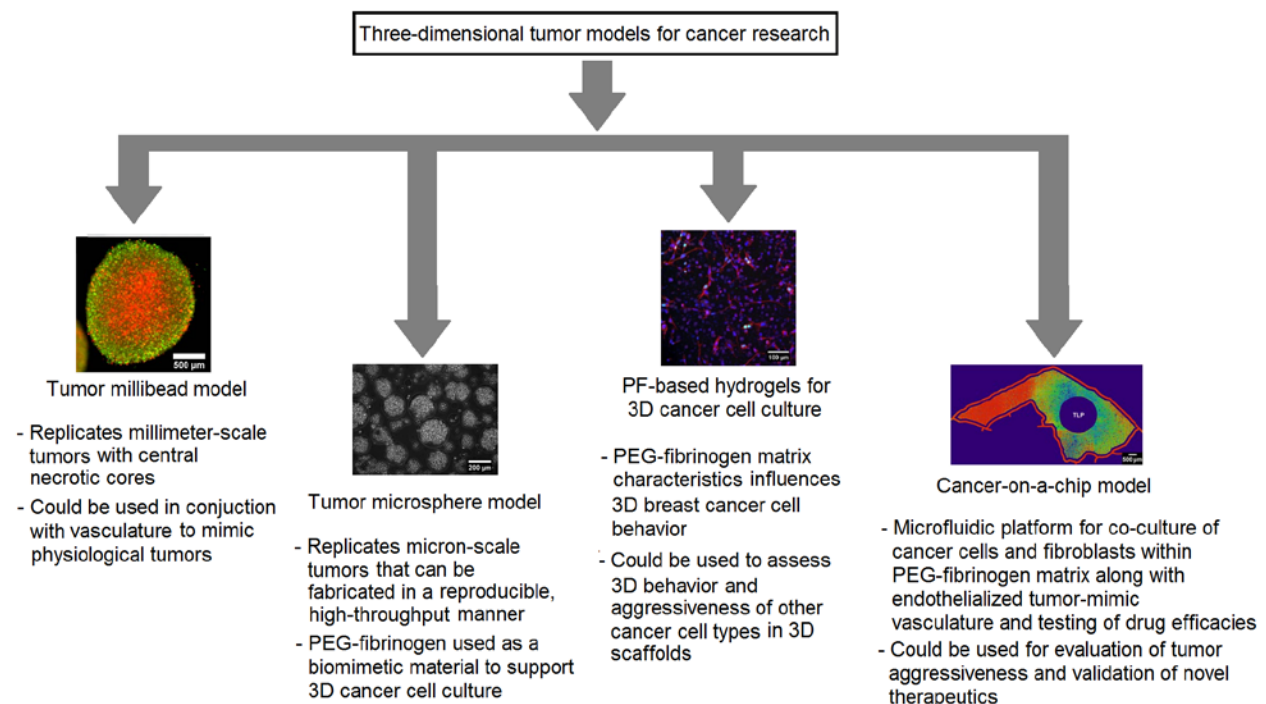 Three-dimensional tumor models for cancer research
500 µm
Tumor millibead model
- Replicates millimeter-scale
tumors with central
necrotic cores
- Could be used in conjuction
with vasculature to mimic
physiological tumors
200 µm
Tumor microsphere model
- Replicates micron-scale
tumors that can be
fabricated in a reproducible,
high-throughput manner
- PEG-fibrinogen used as a
biomimetic material to support
3D cancer cell culture
100 µm
PF-based hydrogels for
3D cancer cell culture
- PEG-fibrinogen matrix
characteristics influences
3D breast cancer cell
behavior
- Could be used to assess
3D behavior and
aggressiveness of other
cancer cell types in 3D
scaffolds
TLP
500 µm
Cancer-on-a-chip model
- Microfluidic platform for co-culture of
cancer cells and fibroblasts within
PEG-fibrinogen matrix along with
endothelialized tumor-mimic
vasculature and testing of drug efficacies
- Could be used for evaluation of tumor
aggressiveness and validation of novel
therapeutics